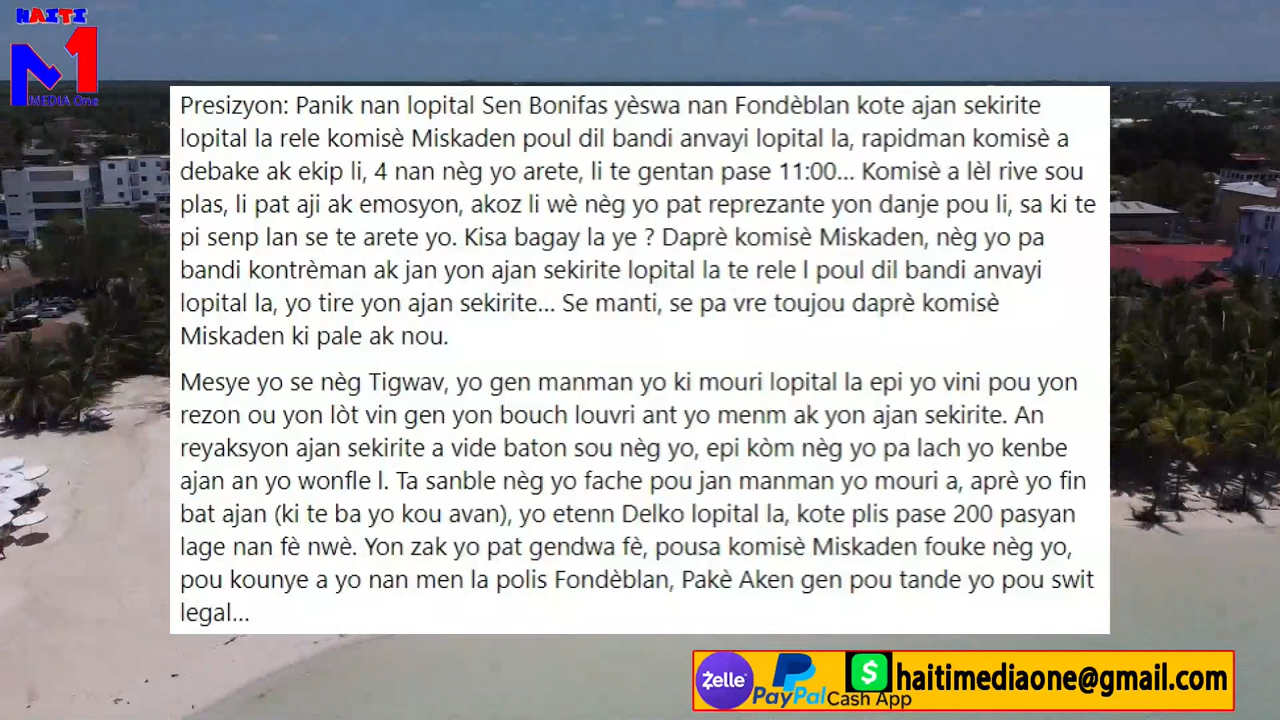 HAITI
M1
MEDIA One
Presizyon: Panik nan lopital Sen Bonifas yèswa nan Fondèblan kote ajan sekirite
lopital la rele komisè Miskaden poul dil bandi anvayi lopital la, rapidman komisè a
debake ak ekip li, 4 nan nèg yo arete, li te gentan pase 11:00... Komisè a lèl rive sou
plas, li pat aji ak emosyon, akoz li wè nèg yo pat reprezante yon danje pou li, sa ki te
pi senp lan se te arete yo. Kisa bagay la ye ? Daprè komisè Miskaden, nèg yo pa
bandi kontrèman ak jan yon ajan sekirite lopital la te rele l poul dil bandi anvayi
lopital la, yo tire yon ajan sekirite... Se manti, se pa vre toujou daprè komisè
Miskaden ki pale ak nou.
Mesye yo se nèg Tigwav, yo gen manman yo ki mouri lopital la epi yo vini pou yon
rezon ou yon lòt vin gen yon bouch louvri ant yo menm ak yon ajan sekirite. An
reyaksyon ajan sekirite a vide baton sou nèg yo, epi kòm nèg yo pa lach yo kenbe
ajan an yo wonfle l. Ta sanble nèg yo fache pou jan manman yo mouri a, aprè yo fin
bat ajan (ki te ba yo kou avan), yo etenn Delko lopital la, kote plis pase 200 pasyan
lage nan fè nwè. Yon zak yo pat gendwa fè, pousa komisè Miskaden fouke nèg yo,
pou kounye a yo nan men la polis Fondèblan, Pakè Aken gen pou tande yo pou swit
legal...
Zelle
PayPal
$
Cash App
haitimediaone@gmail.com